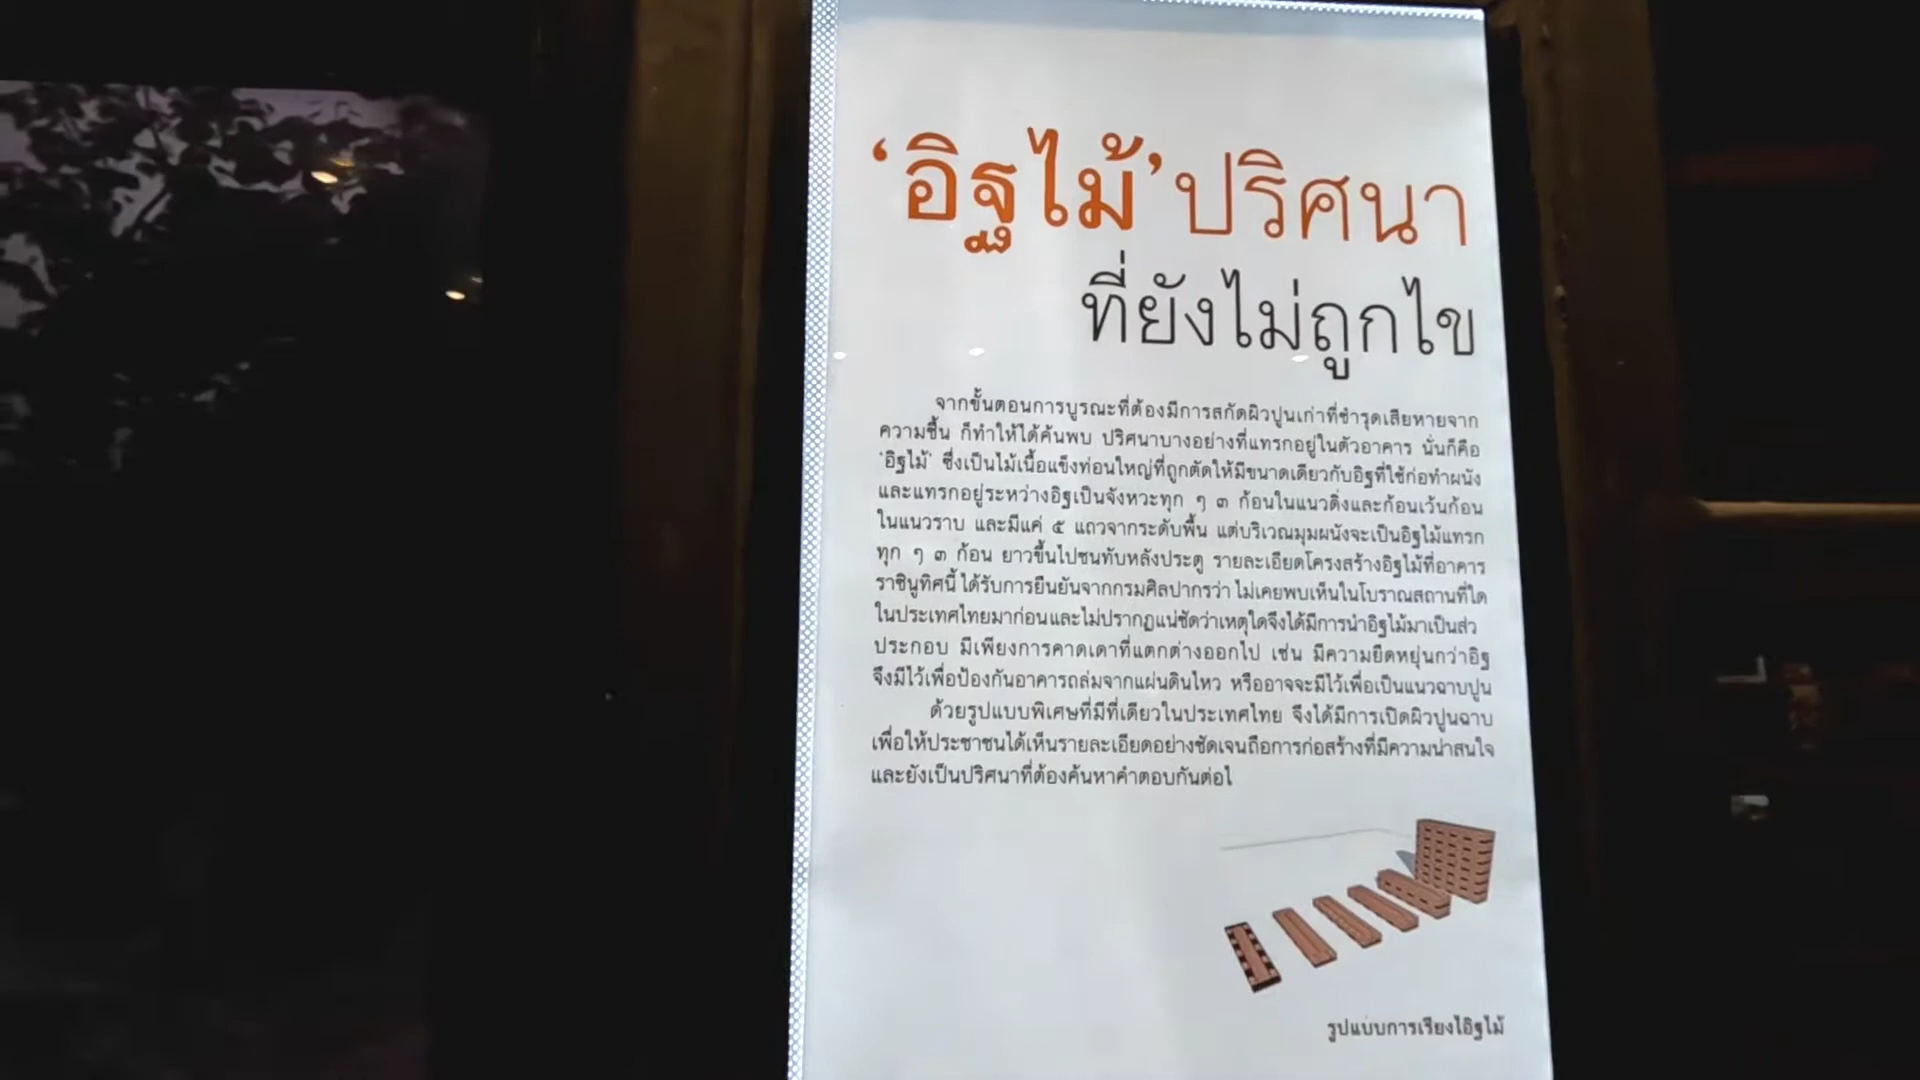 ‘อิฐไม้’ปริศนา
ที่ยังไม่ถูกไข
จากขั้นตอนการบูรณะที่ต้องมีการสกัดผิวปูนเก่าที่ชำรุดเสียหายจาก
ความชื้น ก็ทำให้ได้ค้นพบ ปริศนาบางอย่างที่แทรกอยู่ในตัวอาคาร นั่นก็คือ
‘อิฐไม้’ ซึ่งเป็นไม้เนื้อแข็งท่อนใหญ่ที่ถูกตัดให้มีขนาดเดียวกับอิฐที่ใช้ก่อทำผนัง
และแทรกอยู่ระหว่างอิฐเป็นจังหวะทุก ๆ ๓ ก้อนในแนวดิ่งและก้อนเว้นก้อน
ในแนวราบ และมีแค่ ๕ แถวจากระดับพื้น แต่บริเวณมุมผนังจะเป็นอิฐไม้แทรก
ทุก ๆ ๓ ก้อน ยาวขึ้นไปชนทับหลังประตู รายละเอียดโครงสร้างอิฐไม้ที่อาคาร
ราชินูทิศนี้ ได้รับการยืนยันจากกรมศิลปากรว่า ไม่เคยพบเห็นในโบราณสถานที่ใด
ในประเทศไทยมาก่อนและไม่ปรากฏแน่ชัดว่าเหตุใดจึงได้มีการนำอิฐไม้มาเป็นส่ว
ประกอบ มีเพียงการคาดเดาที่แตกต่างออกไป เช่น มีความยืดหยุ่นกว่าอิฐ
จึงมีไว้เพื่อป้องกันอาคารถล่มจากแผ่นดินไหว หรืออาจจะมีไว้เพื่อเป็นแนวฉาบปูน
ด้วยรูปแบบพิเศษที่มีที่เดียวในประเทศไทย จึงได้มีการเปิดผิวปูนฉาบ
เพื่อให้ประชาชนได้เห็นรายละเอียดอย่างชัดเจนถือการก่อสร้างที่มีความน่าสนใจ
และยังเป็นปริศนาที่ต้องค้นหาคำตอบกันต่อไ
รูปแบบการเรียงไอิฐไม้